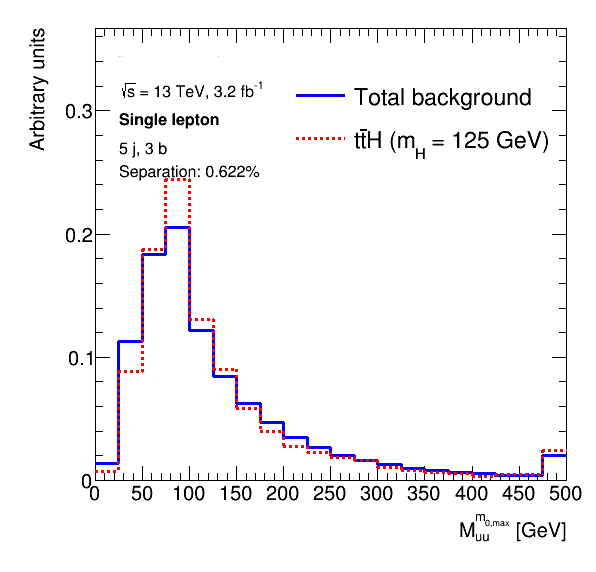 Arbitrary units
√s = 13 TeV, 3.2 fb⁻¹
Single lepton
5 j, 3 b
Separation: 0.622%
Total background
tt̄H (m_H = 125 GeV)
0.3
0.2
0.1
0
0 50 100 150 200 250 300 350 400 450 500
M_uu^m_0,max [GeV]